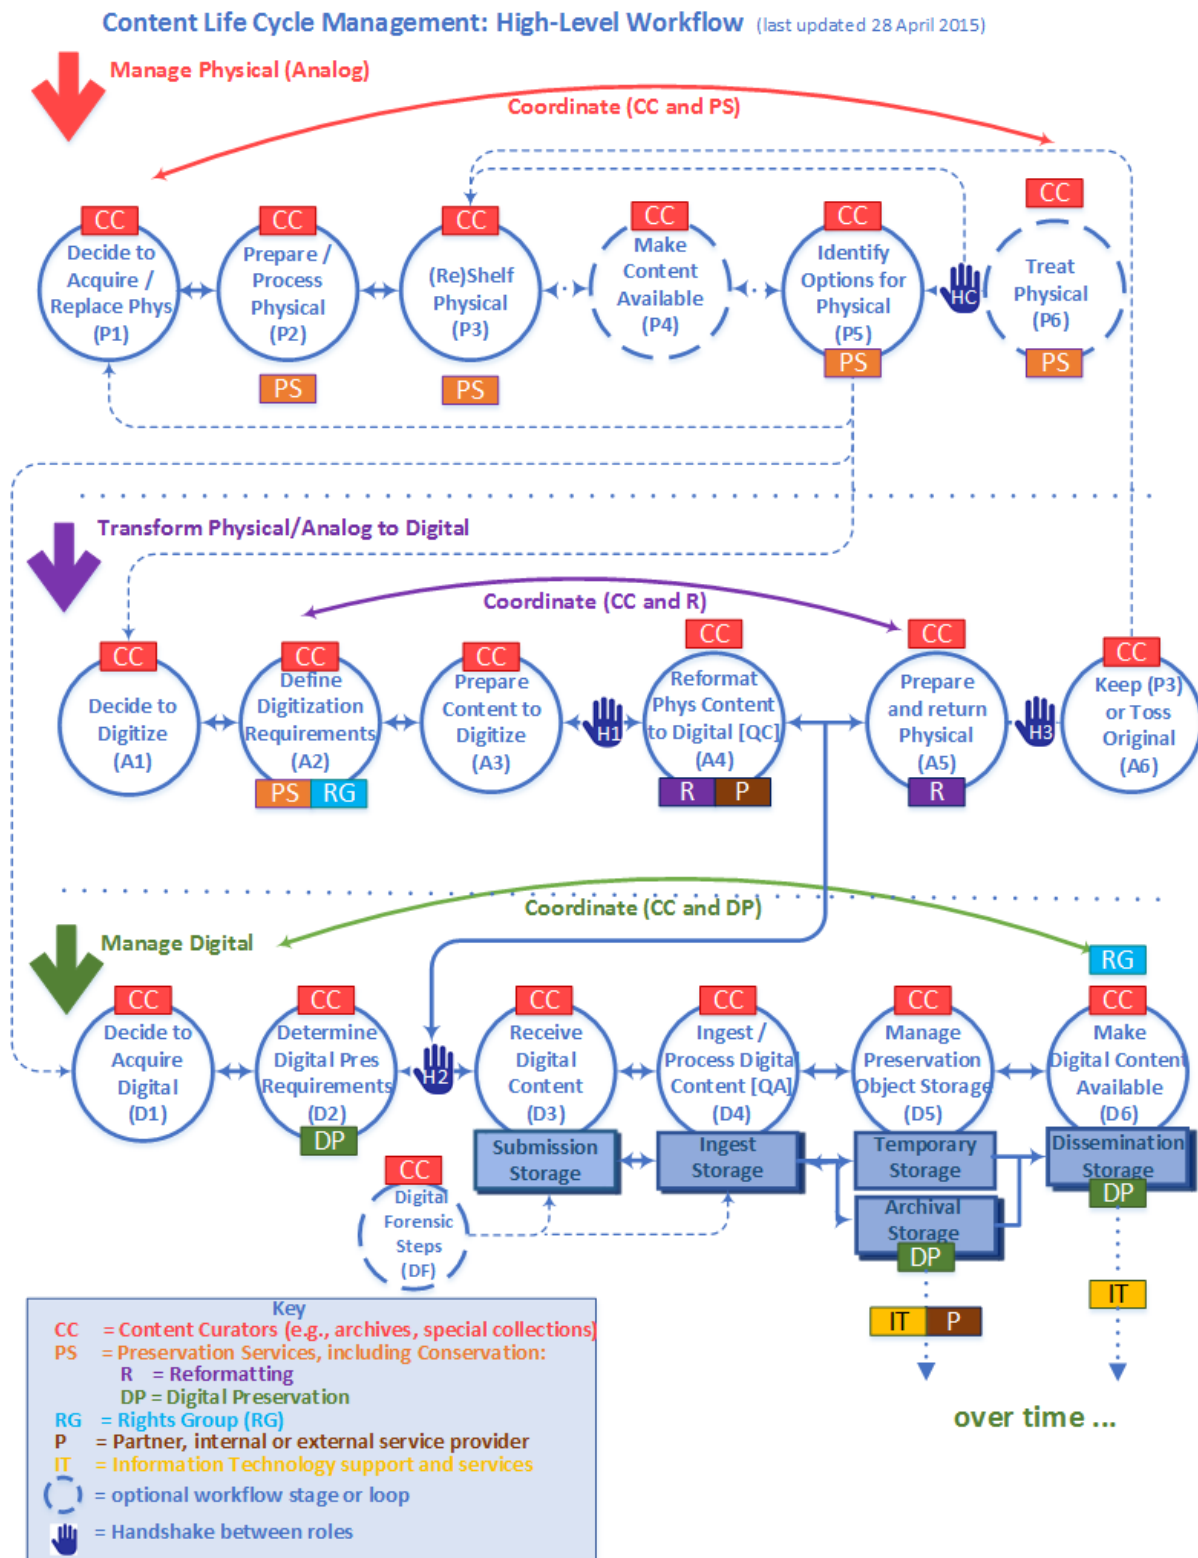 Content Life Cycle Management: High-Level Workflow (last updated 28 April 2015)
Manage Physical (Analog)
Coordinate (CC and PS)
CC
Decide to
Acquire /
Replace Phys
(P1)
CC
Prepare /
Process
Physical
(P2)
PS
CC
(Re)Shelf
Physical
(P3)
PS
CC
Make
Content
Available
(P4)
CC
Identify
Options for
Physical
(P5)
PS
HC
CC
Treat
Physical
(P6)
PS
Transform Physical/Analog to Digital
Coordinate (CC and R)
CC
Decide to
Digitize
(A1)
CC
Define
Digitization
Requirements
(A2)
PS RG
CC
Prepare
Content to
Digitize
(A3)
H1
CC
Reformat
Phys Content
to Digital [QC]
(A4)
R P
CC
Prepare
and return
Physical
(A5)
R
H3
CC
Keep (P3)
or Toss
Original
(A6)
Coordinate (CC and DP)
Manage Digital
CC
Decide to
Acquire
Digital
(D1)
CC
Determine
Digital Pres
Requirements
(D2)
DP
H2
CC
Receive
Digital
Content
(D3)
Submission
Storage
CC
Ingest /
Process Digital
Content [QA]
(D4)
Ingest
Storage
CC
Manage
Preservation
Object Storage
(D5)
Temporary
Storage
Archival
Storage
DP
IT P
RG
CC
Make
Digital Content
Available
(D6)
Dissemination
Storage
DP
IT
CC
Digital
Forensic
Steps
(DF)
over time ...
Key
CC = Content Curators (e.g., archives, special collections)
PS = Preservation Services, including Conservation:
R = Reformatting
DP = Digital Preservation
RG = Rights Group (RG)
P = Partner, internal or external service provider
IT = Information Technology support and services
= optional workflow stage or loop
= Handshake between roles